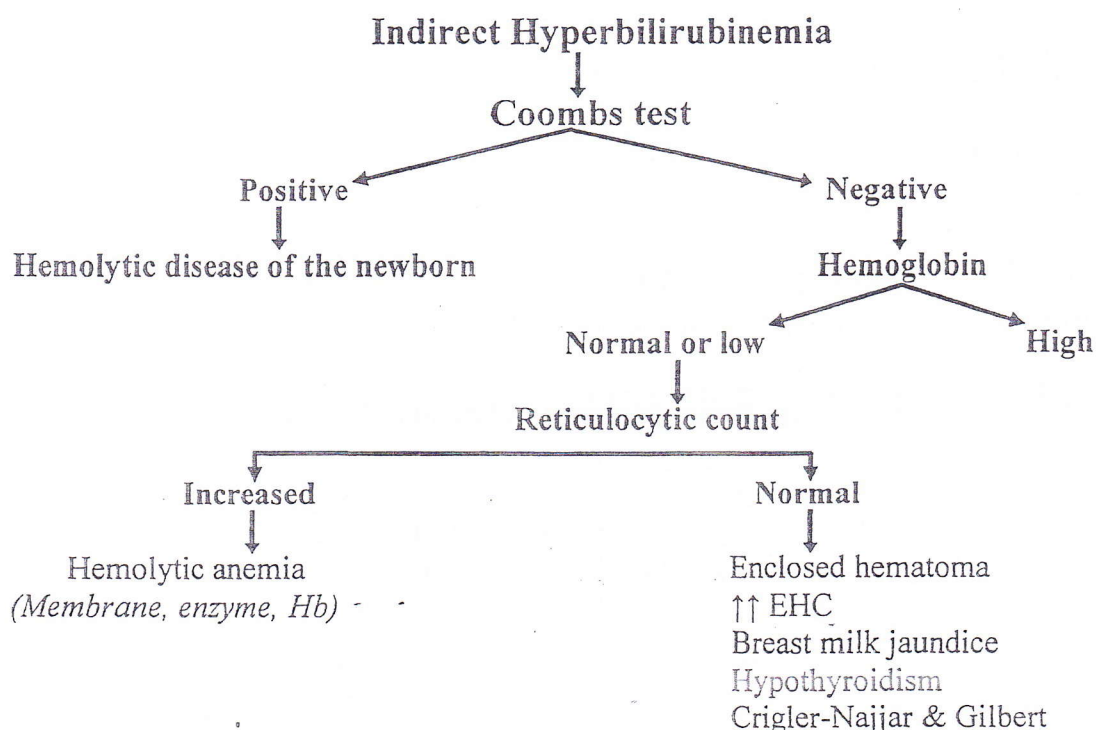 Indirect Hyperbilirubinemia
Coombs test
Positive
Negative
Hemolytic disease of the newborn
Hemoglobin
Normal or low
High
Reticulocytic count
Increased
Normal
Hemolytic anemia
(Membrane, enzyme, Hb)
Enclosed hematoma
↑↑ EHC
Breast milk jaundice
Hypothyroidism
Crigler-Najjar & Gilbert